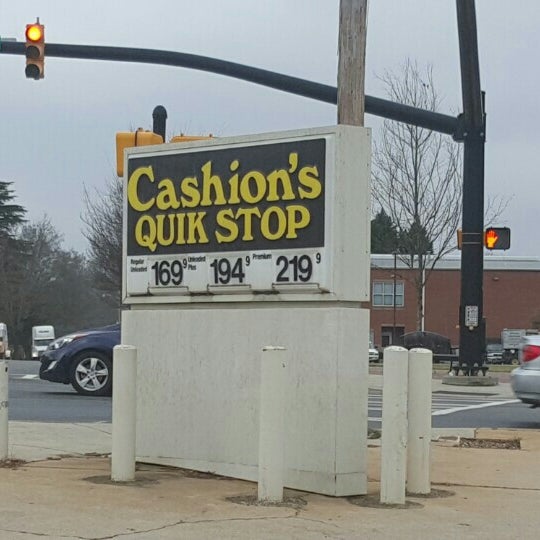 Cashion's
QUIK STOP
Regular Unleaded 169 9 Unleaded Plus 194 9 Premium 219 9